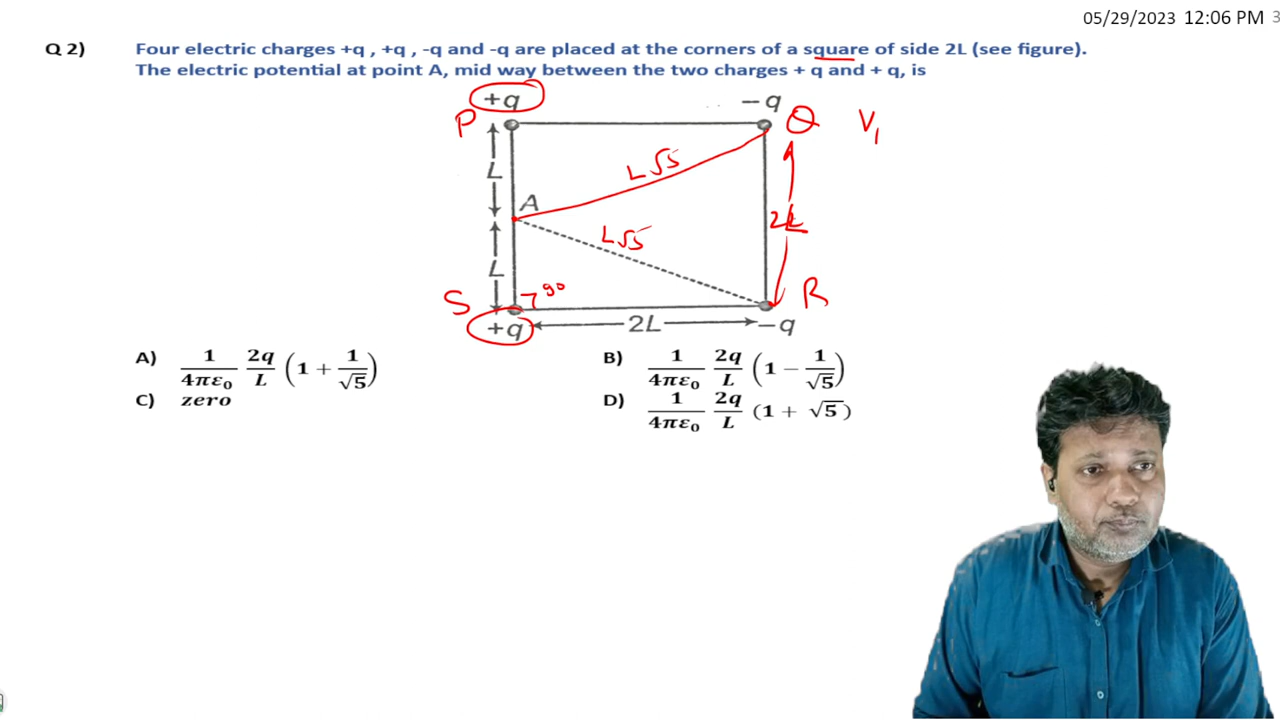 05/29/2023 12:06 PM 3
Q 2) Four electric charges +q , +q , -q and -q are placed at the corners of a square of side 2L (see figure).
The electric potential at point A, mid way between the two charges + q and + q, is
+q -q
P Q V₁
L L√5
A
2L
L√5
L
S 90 R
+q 2L -q
A) 1/4πε₀ 2q/L (1 + 1/√5) B) 1/4πε₀ 2q/L (1 − 1/√5)
C) zero D) 1/4πε₀ 2q/L (1 + √5 )